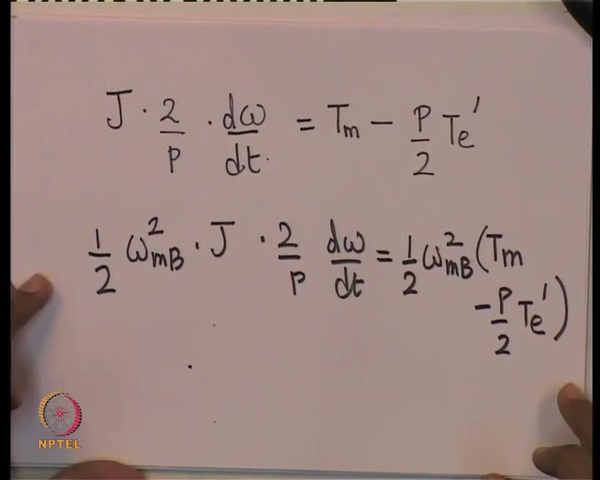 J · 2/P · dω/dt = Tm − P/2 Te'
1/2 ω²mB · J · 2/P dω/dt = 1/2 ω²mB (Tm
− P/2 Te')
NPTEL